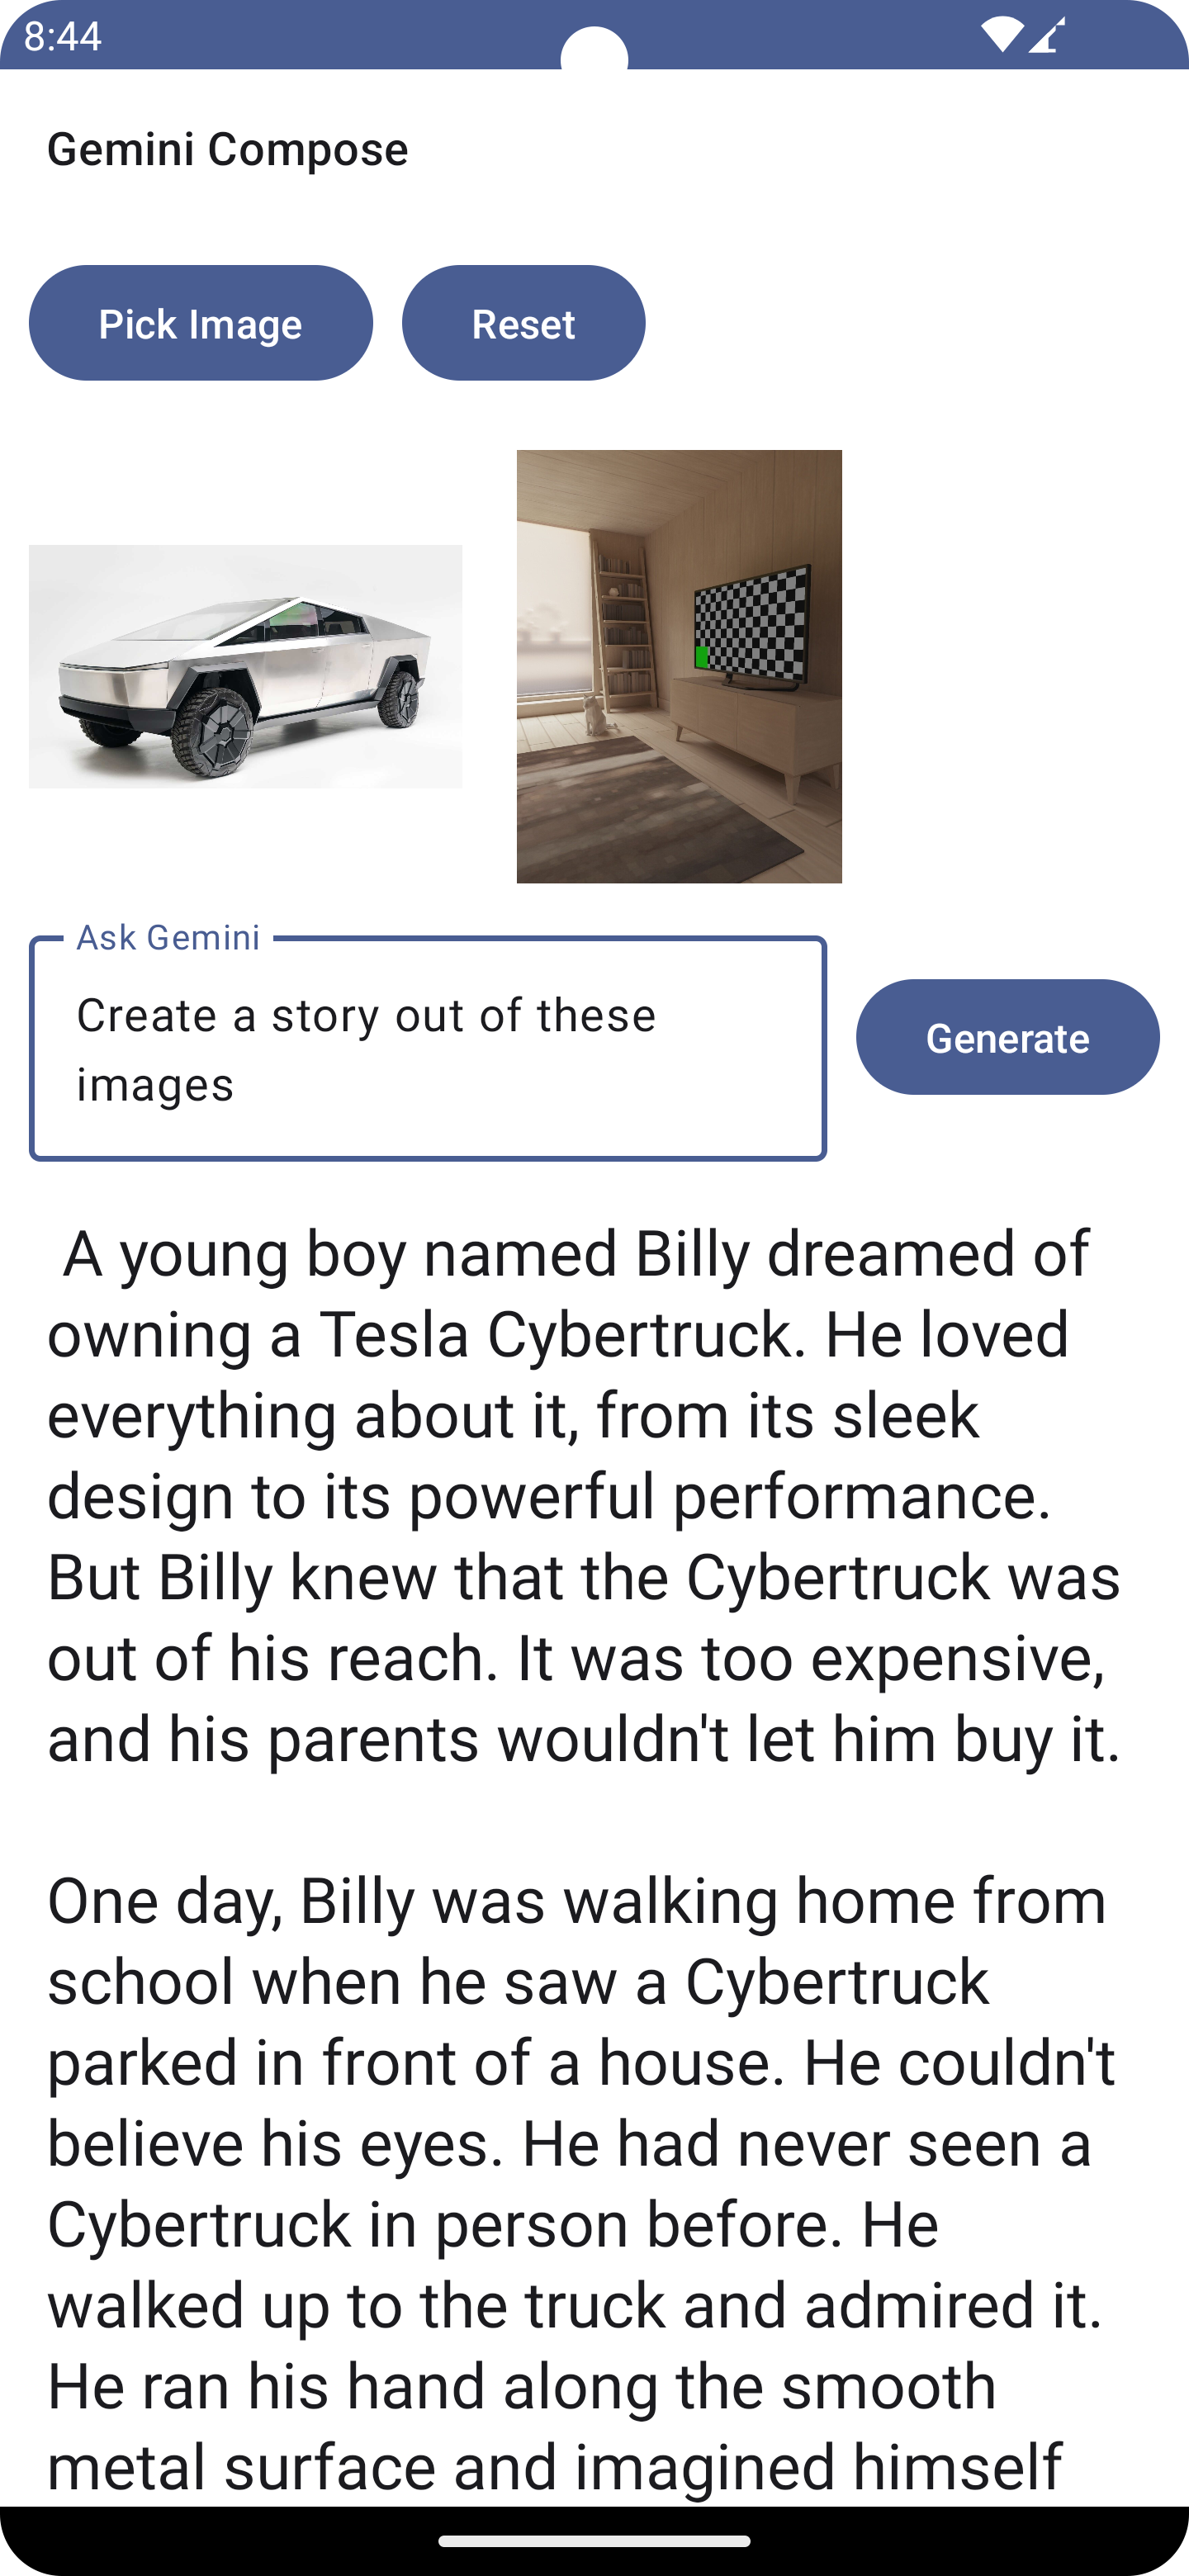 8:44
Gemini Compose
Pick Image
Reset
Ask Gemini
Create a story out of these
images
Generate
A young boy named Billy dreamed of
owning a Tesla Cybertruck. He loved
everything about it, from its sleek
design to its powerful performance.
But Billy knew that the Cybertruck was
out of his reach. It was too expensive,
and his parents wouldn't let him buy it.
One day, Billy was walking home from
school when he saw a Cybertruck
parked in front of a house. He couldn't
believe his eyes. He had never seen a
Cybertruck in person before. He
walked up to the truck and admired it.
He ran his hand along the smooth
metal surface and imagined himself